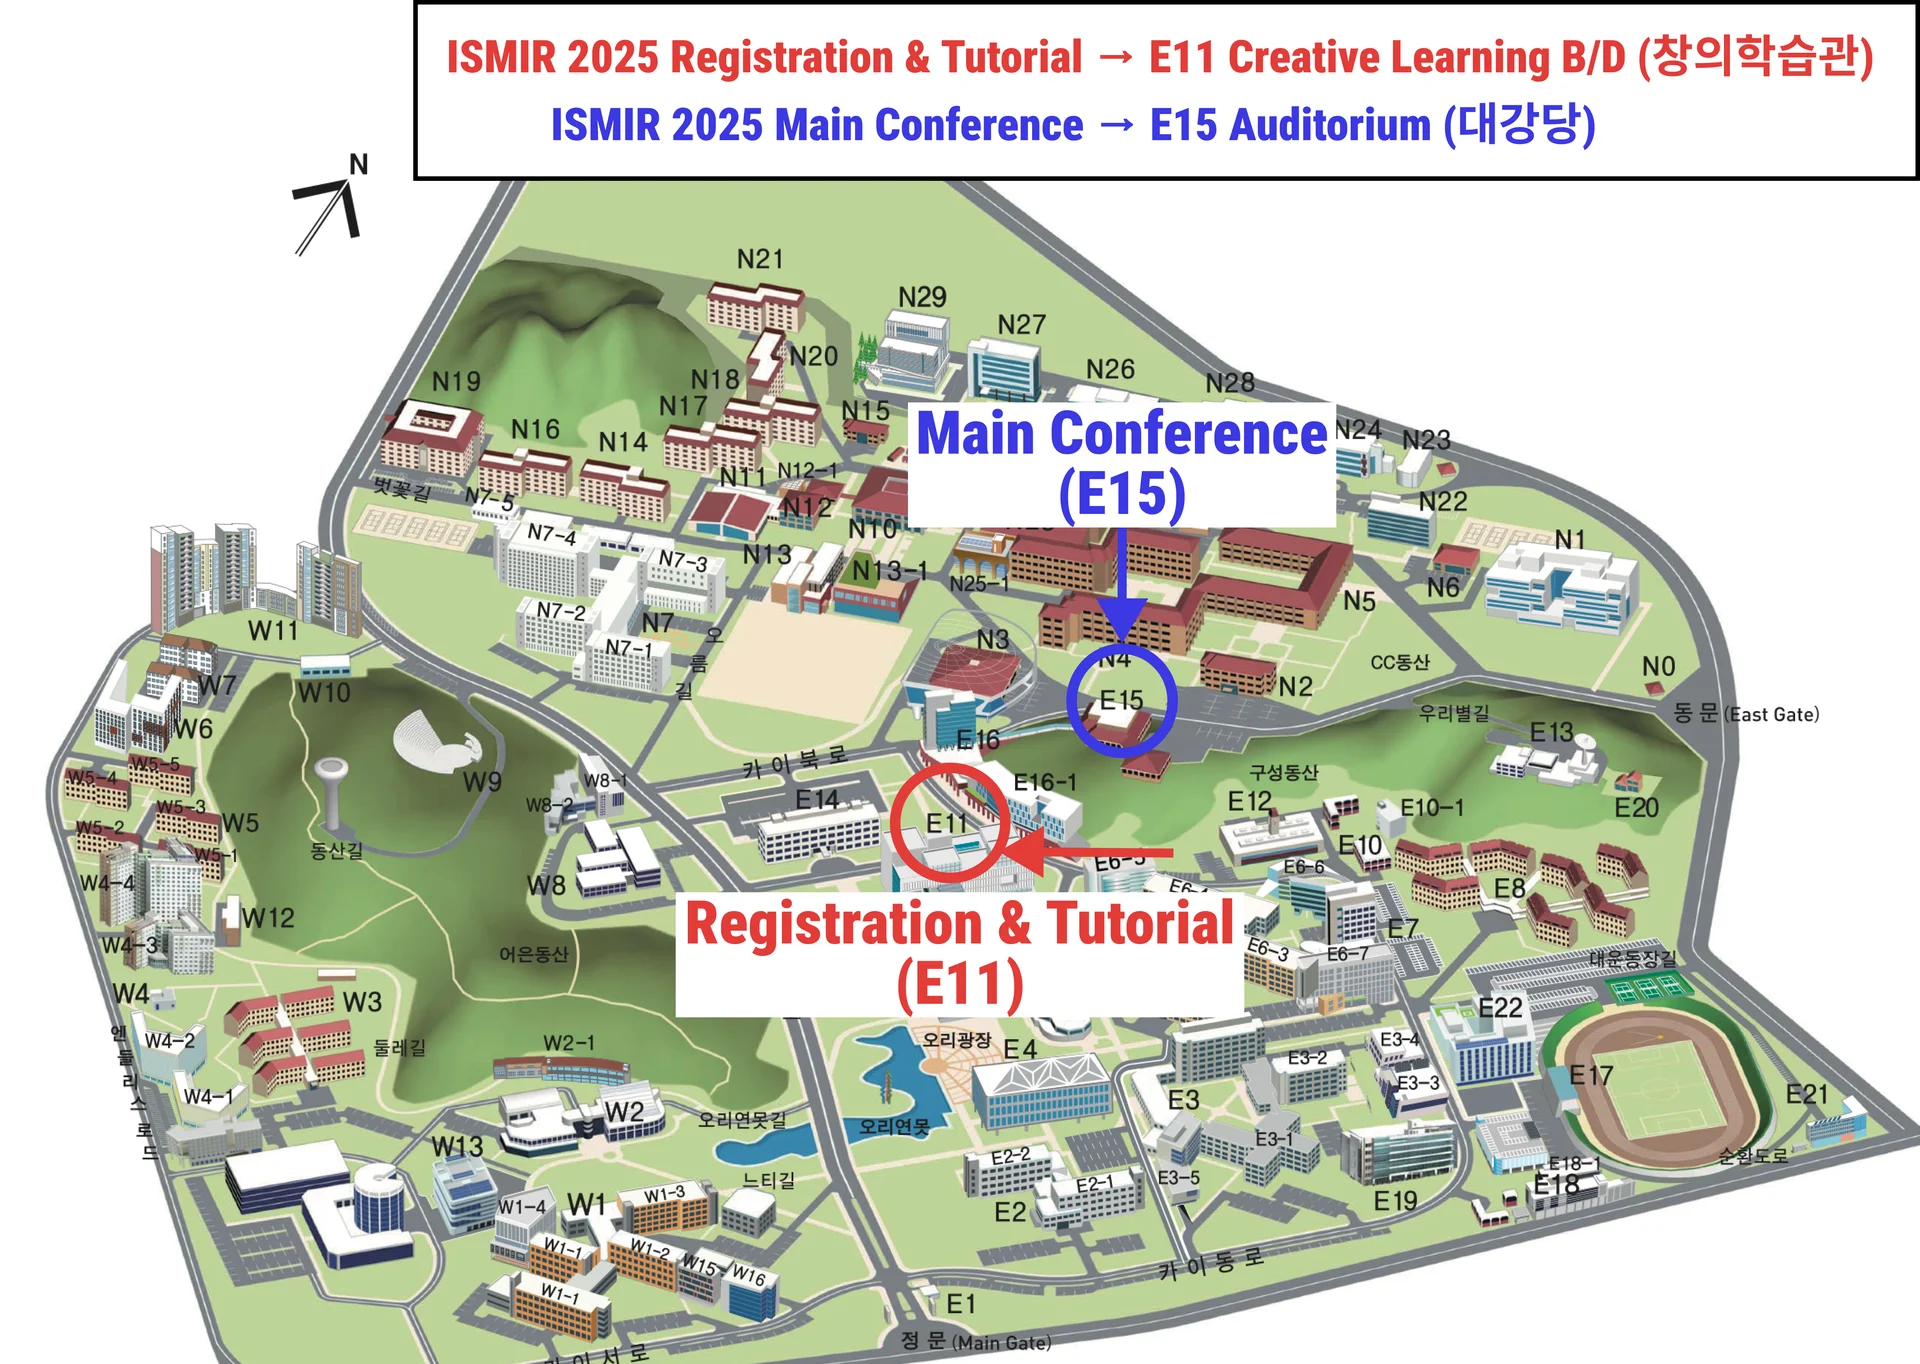 ISMIR 2025 Registration & Tutorial → E11 Creative Learning B/D (창의학습관)
ISMIR 2025 Main Conference → E15 Auditorium (대강당)
N
N21
N29
N27
N20
N26
N28
N19
N18
N17
N15
N16
N14
Main Conference
(E15)
N24
N23
N11
N12-1
벚꽃길
N7-5
N12
N22
N10
N7-4
N13
N7-3
N13-1
N25-1
N1
N6
N5
N7-2
N7
N7-1
오름길
W11
N3
N4
N2
CC동산
N0
동 문 (East Gate)
W10
W7
W6
E15
우리별길
E13
E16
카 이 북 로
W9
W8-1
W8-2
E14
E16-1
구성동산
E12
E10-1
E20
W5-4
W5-5
W5-3
W5
W5-2
W5-1
동산길
E11
E10
E6-5
E6-6
E6-4
W4-4
W8
E8
W12
W4-3
Registration & Tutorial
(E11)
E7
E6-3
E6-7
어은동산
대운동장길
W4
W3
E22
엔들리스로드
W4-2
둘레길
W2-1
오리광장
E4
E3-2
E3-4
E3-3
E17
E21
W4-1
W2
오리연못길
오리연못
E3
E3-1
W13
느티길
E2-2
E2-1
E3-5
E2
E19
순환도로
E18-1
E18
W1-4
W1
W1-3
W1-1
W1-2
W15
W16
W1-1
카 이 동 로
E1
정 문 (Main Gate)
카 이 서 로